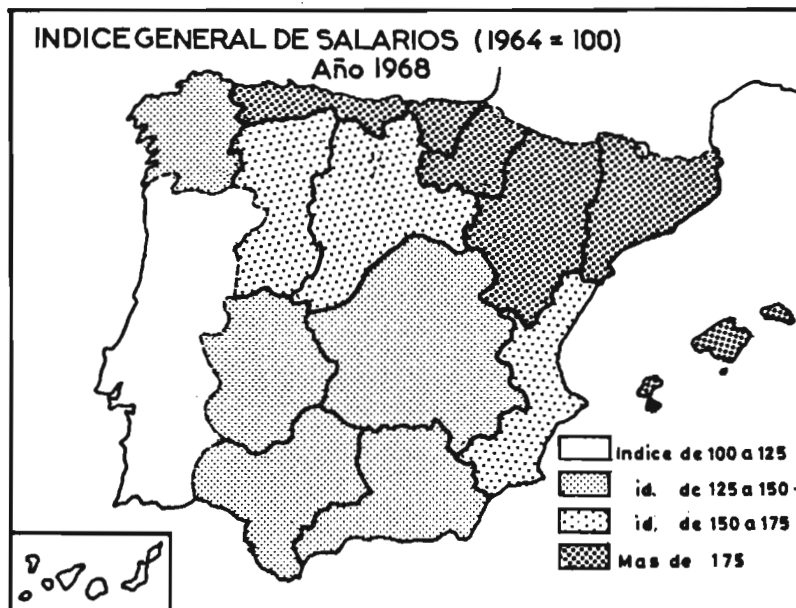 INDICE GENERAL DE SALARIOS (1964 = 100)
Año 1968
Indice de 100 a 125
id. de 125 a 150 -
id. de 150 a 175
Mas de 175